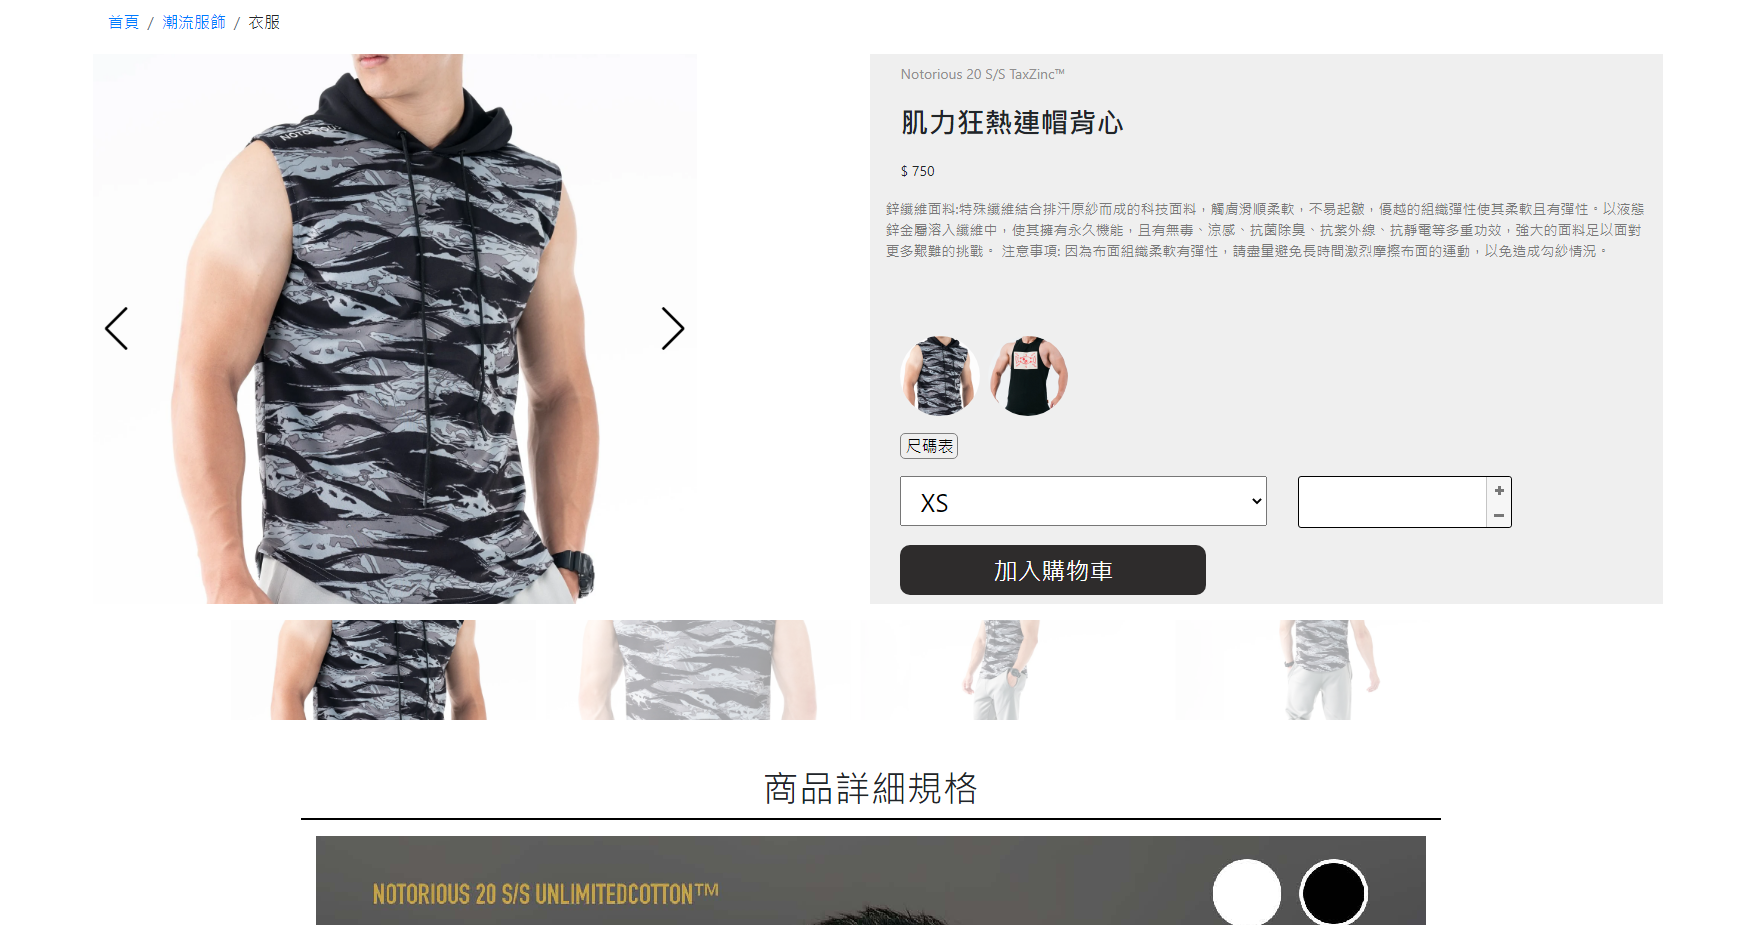 首頁 / 潮流服飾 / 衣服
Notorious 20 S/S TaxZinc™
肌力狂熱連帽背心
$ 750
鋅纖維面料:特殊纖維結合排汗原紗而成的科技面料，觸膚滑順柔軟，不易起皺，優越的組織彈性使其柔軟且有彈性。以液態
鋅金屬溶入纖維中，使其擁有永久機能，且有無毒、涼感、抗菌除臭、抗紫外線、抗靜電等多重功效，強大的面料足以面對
更多艱難的挑戰。 注意事項: 因為布面組織柔軟有彈性，請盡量避免長時間激烈摩擦布面的運動，以免造成勾紗情況。
尺碼表
XS
加入購物車
商品詳細規格
NOTORIOUS 20 S/S UNLIMITEDCOTTON™